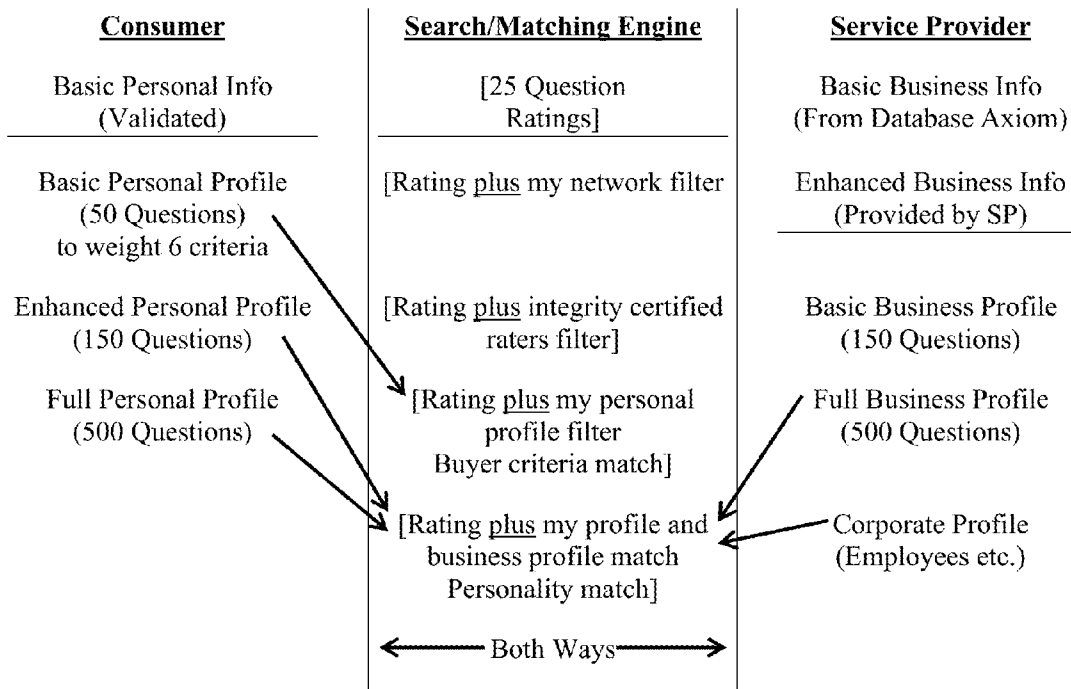 Consumer
Basic Personal Info
(Validated)
Basic Personal Profile
(50 Questions)
to weight 6 criteria
Enhanced Personal Profile
(150 Questions)
Full Personal Profile
(500 Questions)
Search/Matching Engine
[25 Question
Ratings]
[Rating plus my network filter
[Rating plus integrity certified
raters filter]
[Rating plus my personal
profile filter
Buyer criteria match]
[Rating plus my profile and
business profile match
Personality match]
Both Ways
Service Provider
Basic Business Info
(From Database Axiom)
Enhanced Business Info
(Provided by SP)
Basic Business Profile
(150 Questions)
Full Business Profile
(500 Questions)
Corporate Profile
(Employees etc.)